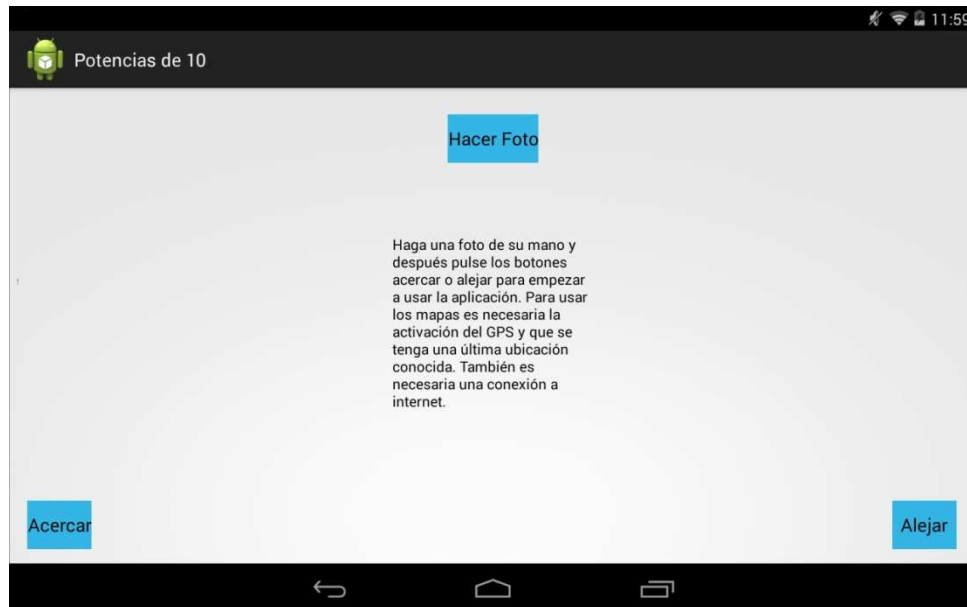 11:59
Potencias de 10
Hacer Foto
Haga una foto de su mano y
después pulse los botones
acercar o alejar para empezar
a usar la aplicación. Para usar
los mapas es necesaria la
activación del GPS y que se
tenga una última ubicación
conocida. También es
necesaria una conexión a
internet.
Acercar
Alejar